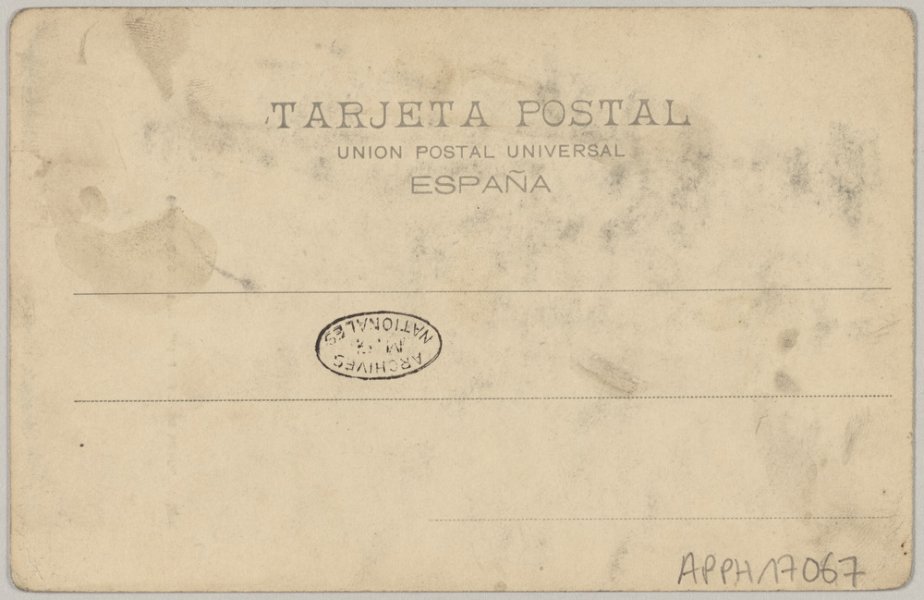 TARJETA POSTAL
UNION POSTAL UNIVERSAL
ESPAÑA
ARCHIVES
NATIONALES
APPH17067